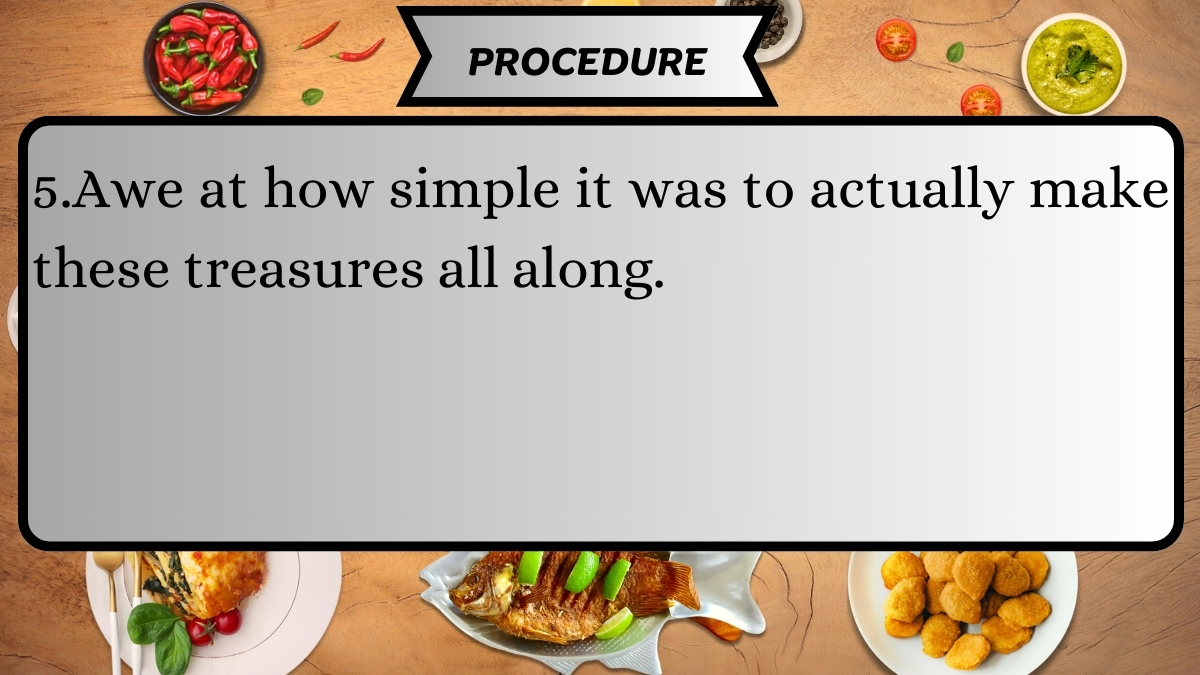 PROCEDURE
5.Awe at how simple it was to actually make
these treasures all along.